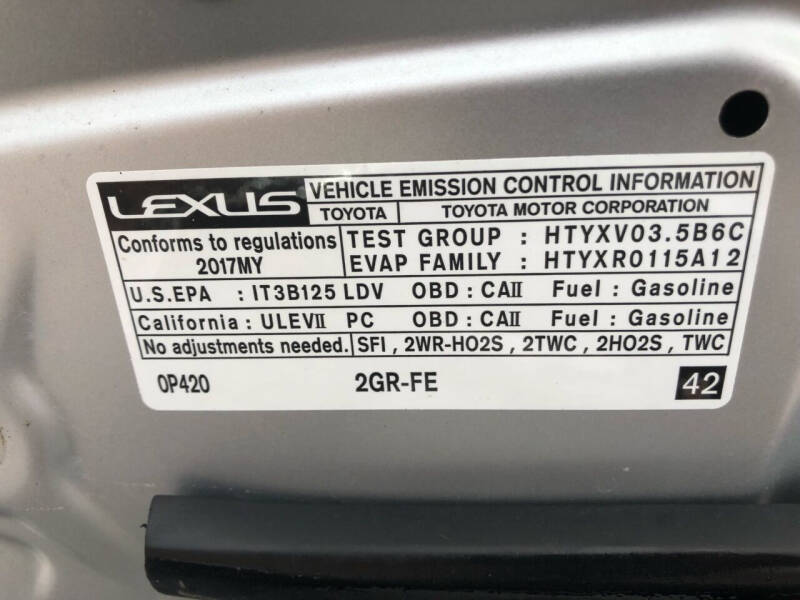 LEXUS VEHICLE EMISSION CONTROL INFORMATION
TOYOTA TOYOTA MOTOR CORPORATION
Conforms to regulations TEST GROUP : HTYXV03.5B6C
2017MY EVAP FAMILY : HTYXR0115A12
U.S.EPA : IT3B125 LDV OBD : CAII Fuel : Gasoline
California : ULEVII PC OBD : CAII Fuel : Gasoline
No adjustments needed. SFI , 2WR-HO2S , 2TWC , 2HO2S , TWC
0P420 2GR-FE 42